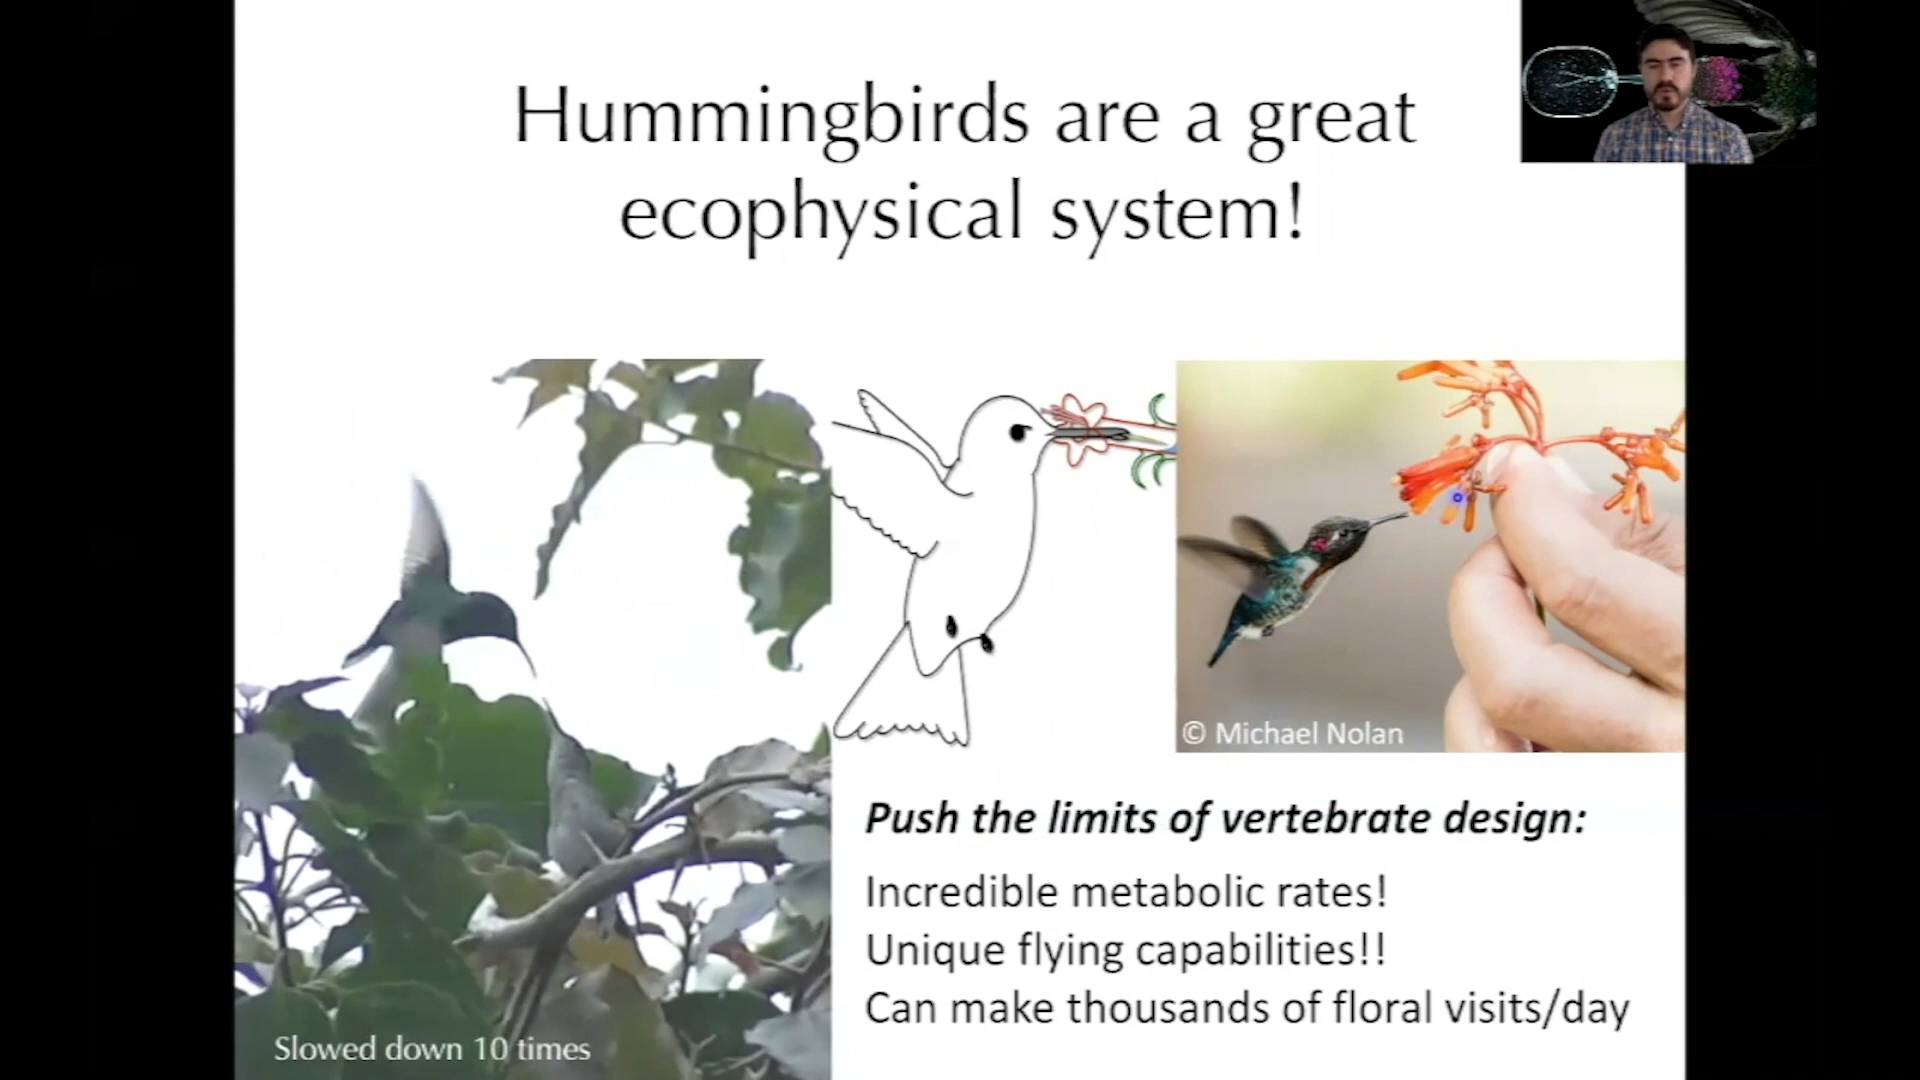 Hummingbirds are a great
ecophysical system!
© Michael Nolan
Push the limits of vertebrate design:
Incredible metabolic rates!
Unique flying capabilities!!
Can make thousands of floral visits/day
Slowed down 10 times